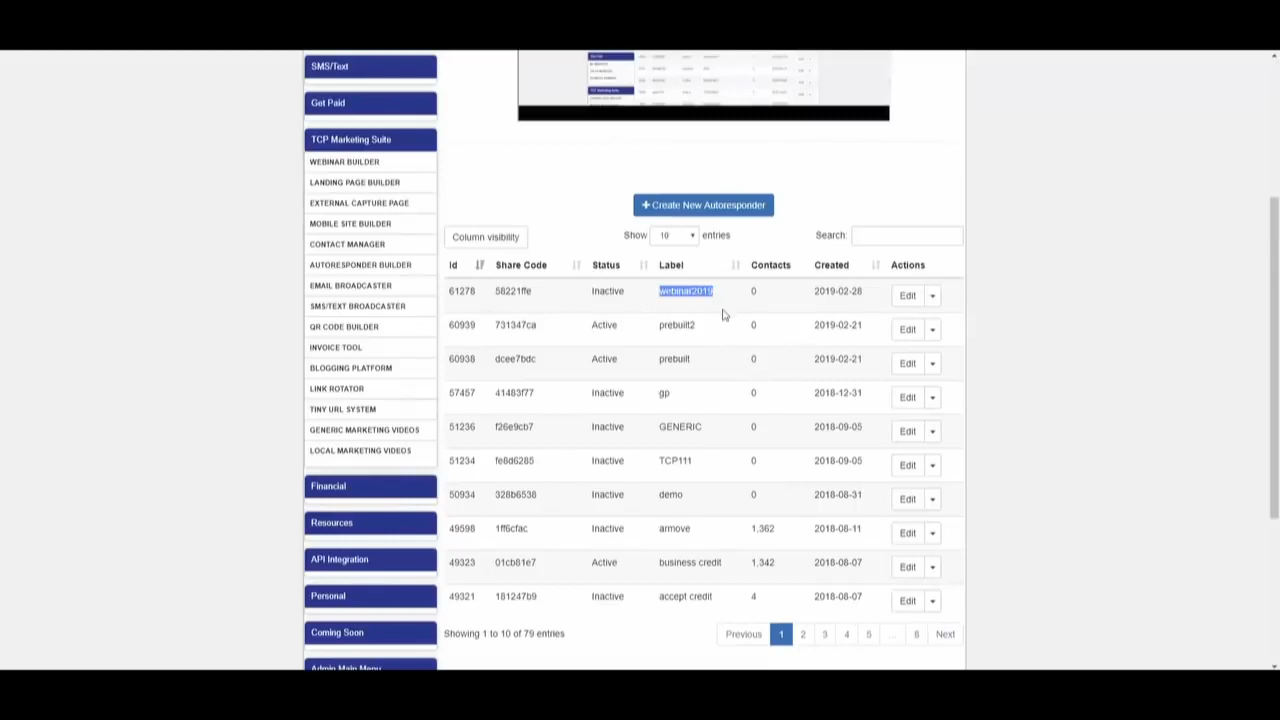 SMS/Text
Get Paid
TCP Marketing Suite
WEBINAR BUILDER
LANDING PAGE BUILDER
EXTERNAL CAPTURE PAGE
MOBILE SITE BUILDER
CONTACT MANAGER
AUTORESPONDER BUILDER
EMAIL BROADCASTER
SMS/TEXT BROADCASTER
QR CODE BUILDER
INVOICE TOOL
BLOGGING PLATFORM
LINK ROTATOR
TINY URL SYSTEM
GENERIC MARKETING VIDEOS
LOCAL MARKETING VIDEOS
Financial
Resources
API Integration
Personal
Coming Soon
Admin Main Menu
+ Create New Autoresponder
Column visibility Show 10 entries Search:
Id Share Code Status Label Contacts Created Actions
61278 58221ffe Inactive webinar2019 0 2019-02-28 Edit
60939 731347ca Active prebuilt2 0 2019-02-21 Edit
60938 dcee7bdc Active prebuilt 0 2019-02-21 Edit
57457 41483f77 Inactive gp 0 2018-12-31 Edit
51236 f26e9cb7 Inactive GENERIC 0 2018-09-05 Edit
51234 fe8d6285 Inactive TCP111 0 2018-09-05 Edit
50934 328b6538 Inactive demo 0 2018-08-31 Edit
49598 1ff6cfac Inactive armove 1,362 2018-08-11 Edit
49323 01cb81e7 Active business credit 1,342 2018-08-07 Edit
49321 181247b9 Inactive accept credit 4 2018-08-07 Edit
Showing 1 to 10 of 79 entries Previous 1 2 3 4 5 ... 8 Next